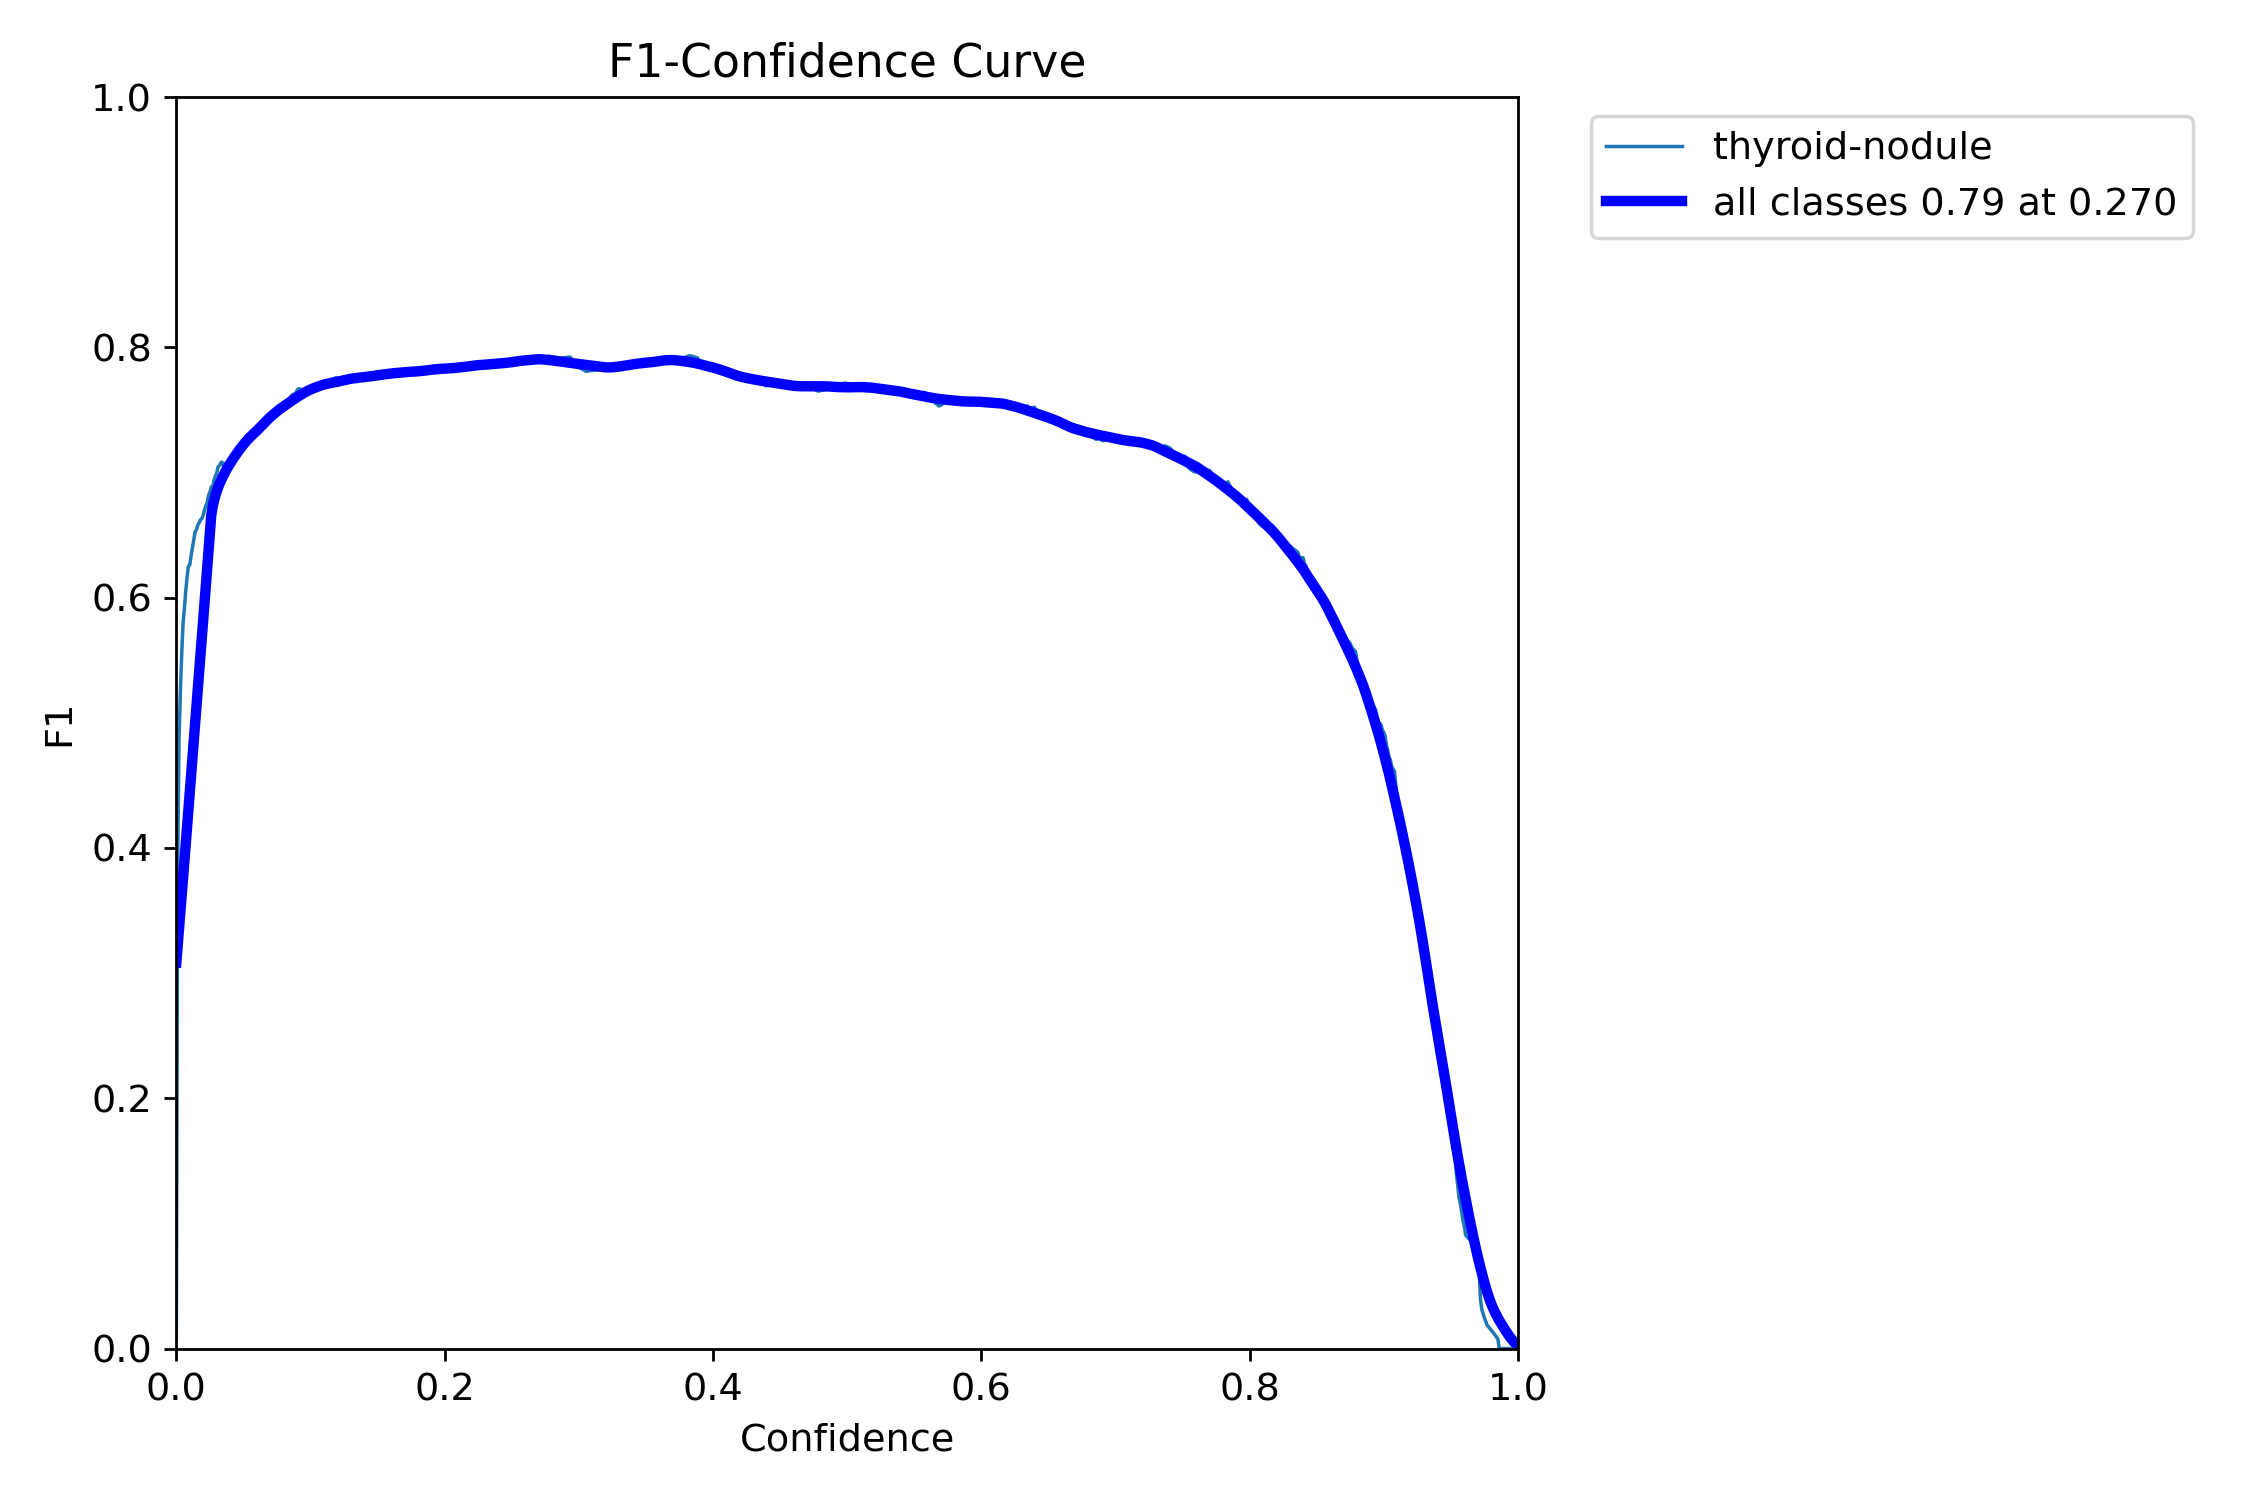 F1-Confidence Curve
1.0
0.8
0.6
0.4
0.2
0.0
F1
0.0 0.2 0.4 0.6 0.8 1.0
Confidence
thyroid-nodule
all classes 0.79 at 0.270